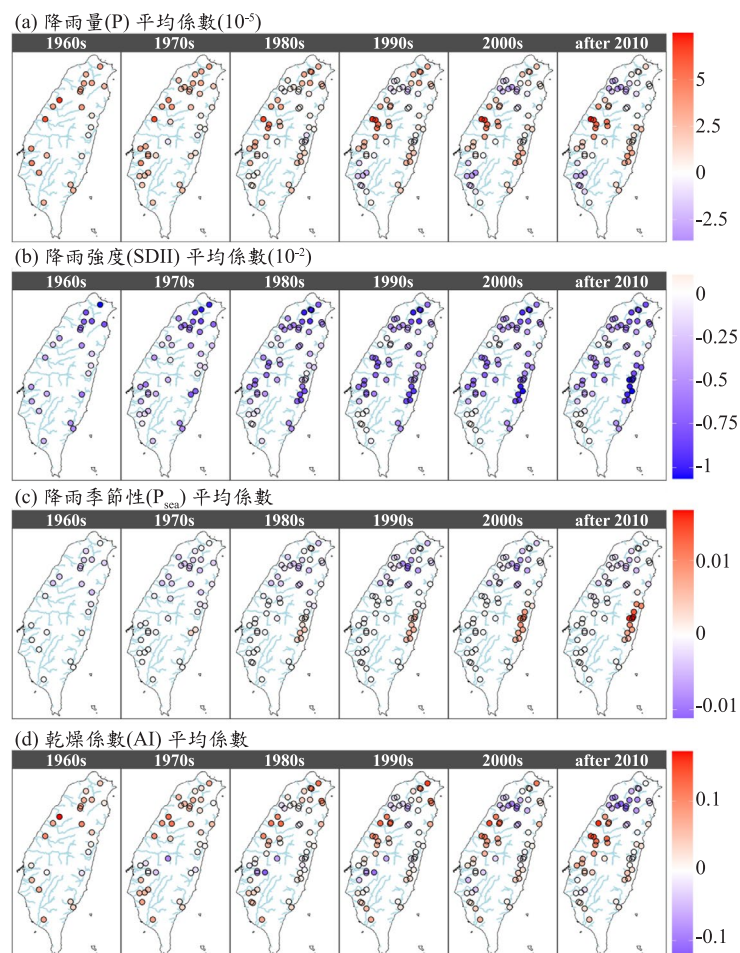 (a) 降雨量(P) 平均係數(10⁻⁵)
1960s 1970s 1980s 1990s 2000s after 2010
5
2.5
0
-2.5
(b) 降雨強度(SDII) 平均係數(10⁻²)
1960s 1970s 1980s 1990s 2000s after 2010
0
-0.25
-0.5
-0.75
-1
(c) 降雨季節性(Pₛₑₐ) 平均係數
1960s 1970s 1980s 1990s 2000s after 2010
0.01
0
-0.01
(d) 乾燥係數(AI) 平均係數
1960s 1970s 1980s 1990s 2000s after 2010
0.1
0
-0.1